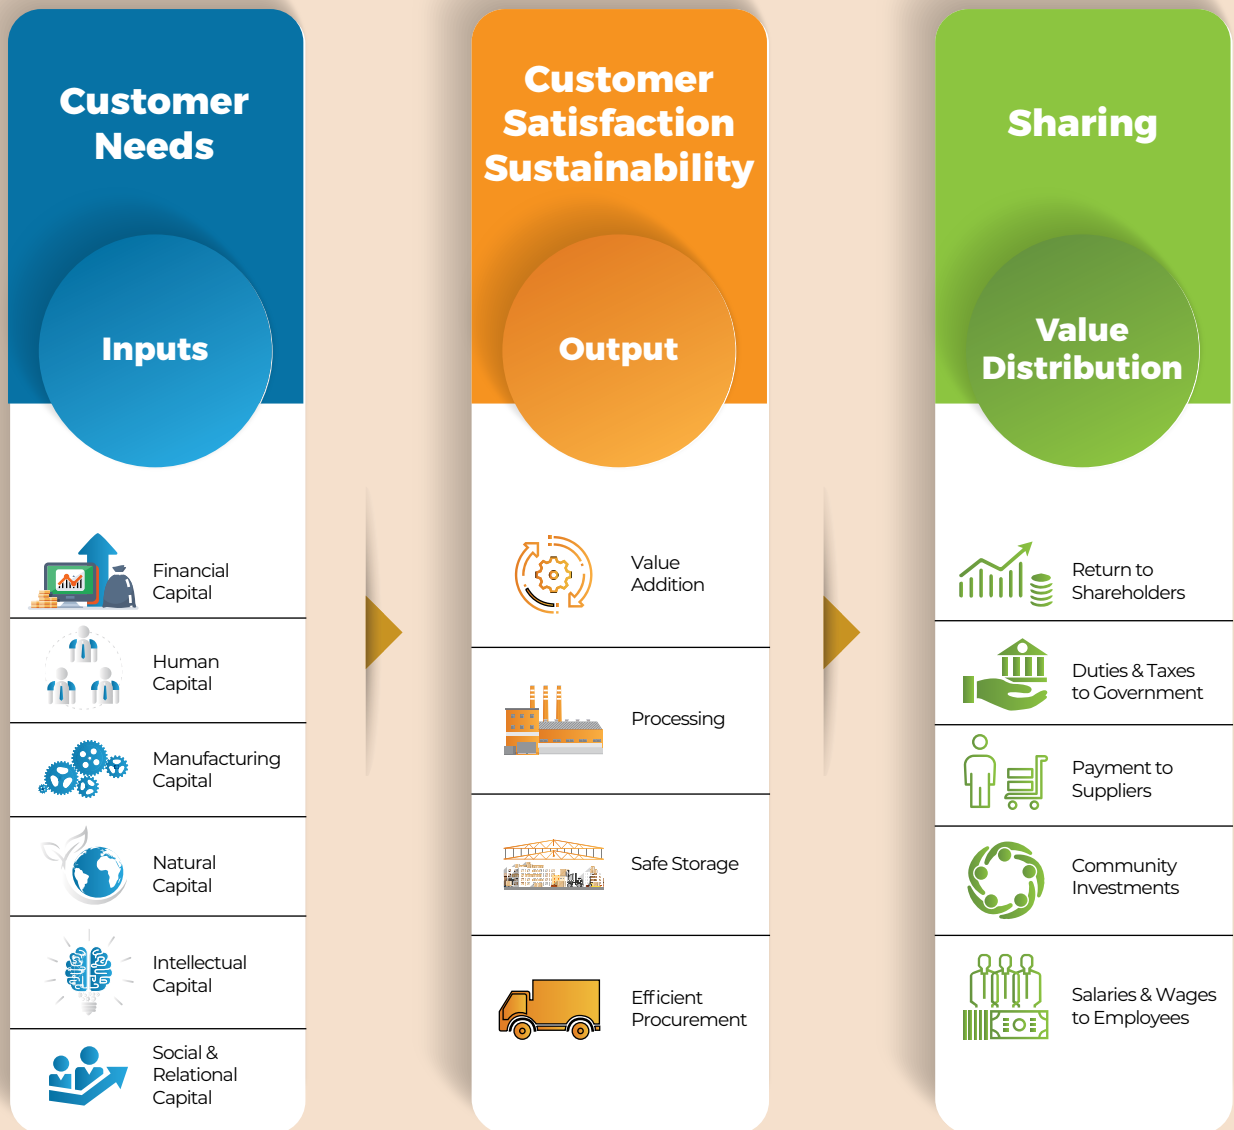 Customer
Needs
Inputs
Financial
Capital
Human
Capital
Manufacturing
Capital
Natural
Capital
Intellectual
Capital
Social &
Relational
Capital
Customer
Satisfaction
Sustainability
Output
Value
Addition
Processing
Safe Storage
Efficient
Procurement
Sharing
Value
Distribution
Return to
Shareholders
Duties & Taxes
to Government
Payment to
Suppliers
Community
Investments
Salaries & Wages
to Employees